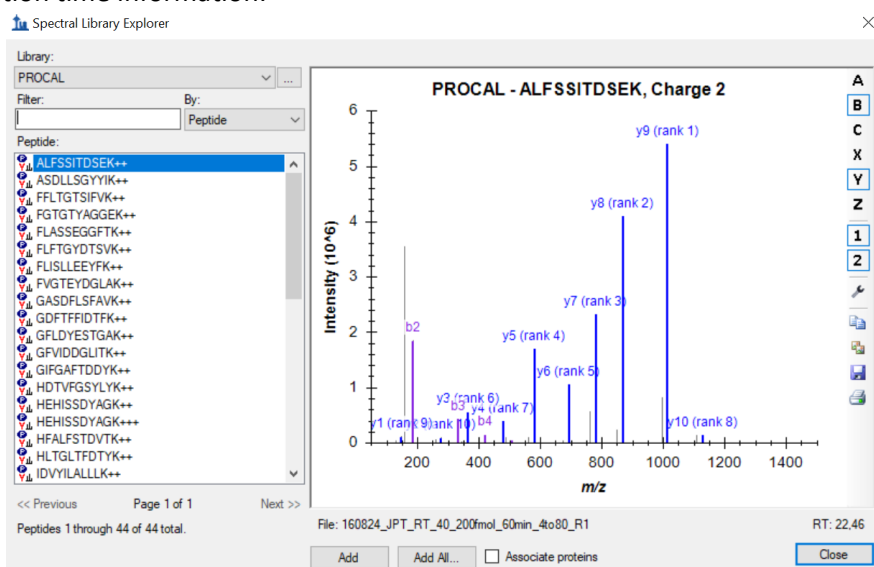 tion time information.
Spectral Library Explorer
Library:
PROCAL
...
Filter:
By:
Peptide
Peptide:
ALFSSITDSEK++
ASDLLSGYYIK++
FFLTGTSIFVK++
FGTGTYAGGEK++
FLASSEGGFTK++
FLFTGYDTSVK++
FLISLLEEYFK++
FVGTEYDGLAK++
GASDFLSFAVK++
GDFTFFIDTFK++
GFLDYESTGAK++
GFVIDDGLITK++
GIFGAFTDDYK++
HDTVFGSYLYK++
HEHISSDYAGK++
HEHISSDYAGK+++
HFALFSTDVTK++
HLTGLTFDTYK++
IDVYILALLLK++
<< Previous
Page 1 of 1
Next >>
Peptides 1 through 44 of 44 total.
PROCAL - ALFSSITDSEK, Charge 2
Intensity (10^6)
6
5
4
3
2
1
0
y9 (rank 1)
y8 (rank 2)
y7 (rank 3)
b2
y5 (rank 4)
y6 (rank 5)
y3 (rank 6)
b3
y4 (rank 7)
y1 (rank 9)
rank 10)
b4
y10 (rank 8)
200
400
600
800
1000
1200
1400
m/z
A
B
C
X
Y
Z
1
2
File: 160824_JPT_RT_40_200fmol_60min_4to80_R1
RT: 22,46
Add
Add All...
Associate proteins
Close